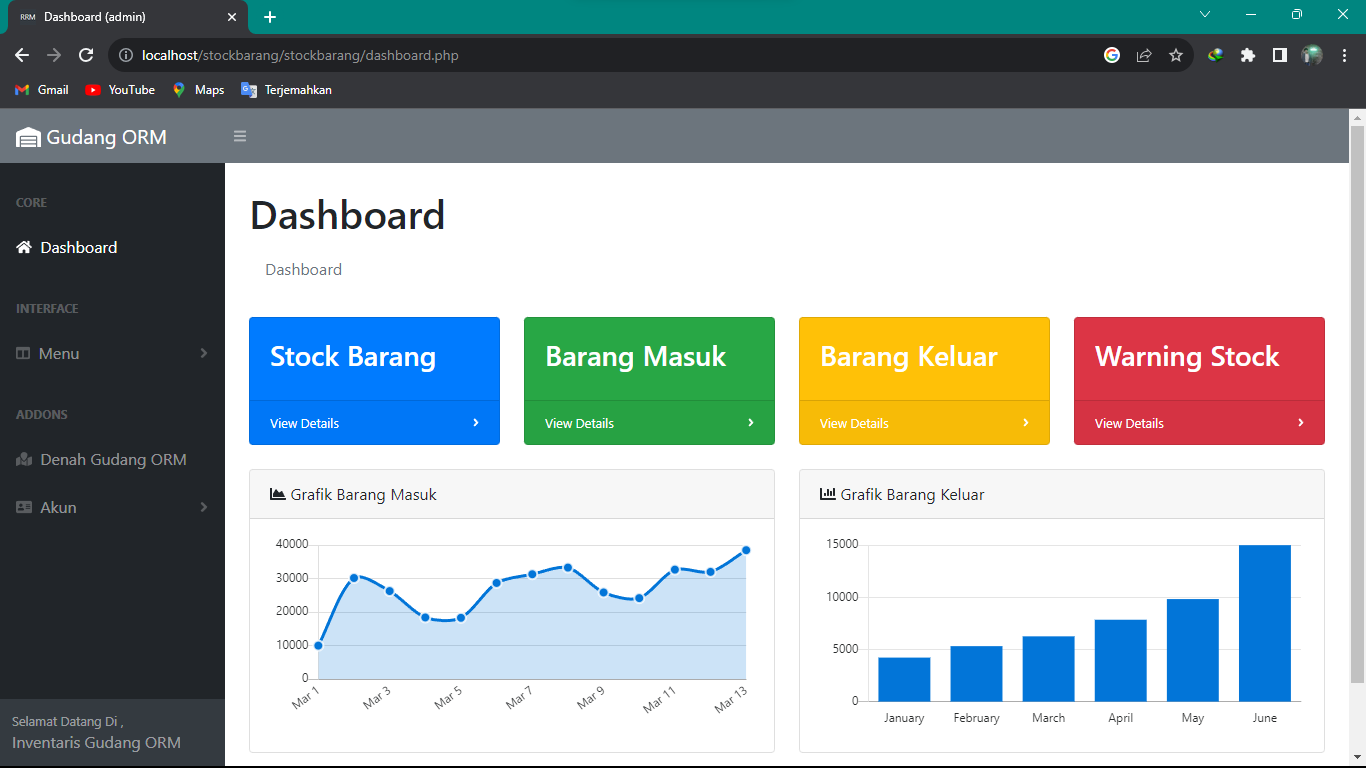 RRM Dashboard (admin)
localhost/stockbarang/stockbarang/dashboard.php
Gmail YouTube Maps Terjemahkan
Gudang ORM
CORE
Dashboard
INTERFACE
Menu
ADDONS
Denah Gudang ORM
Akun
Selamat Datang Di ,
Inventaris Gudang ORM
Dashboard
Dashboard
Stock Barang
View Details
Barang Masuk
View Details
Barang Keluar
View Details
Warning Stock
View Details
Grafik Barang Masuk
40000
30000
20000
10000
0
Mar 1 Mar 3 Mar 5 Mar 7 Mar 9 Mar 11 Mar 13
Grafik Barang Keluar
15000
10000
5000
0
January February March April May June